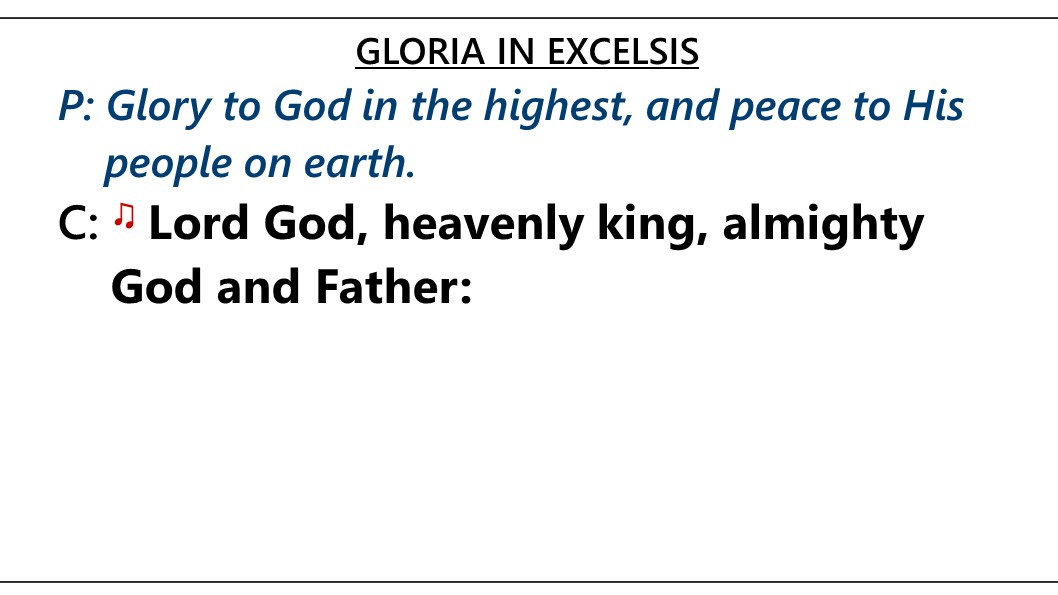 GLORIA IN EXCELSIS
P: Glory to God in the highest, and peace to His
people on earth.
C: ♫ Lord God, heavenly king, almighty
God and Father: